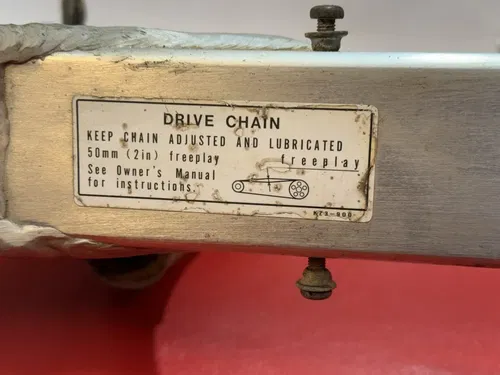 DRIVE CHAIN
KEEP CHAIN ADJUSTED AND LUBRICATED
50mm (2in) freeplay
freeplay
See Owner's Manual
for instructions.